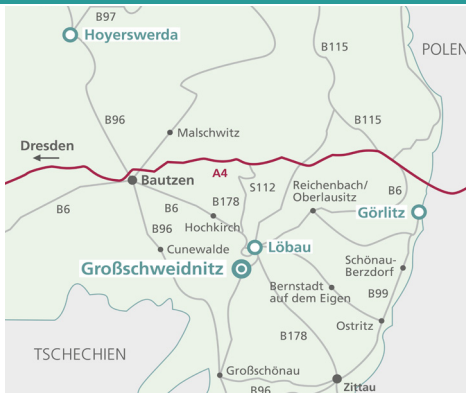 B97
Hoyerswerda
B115
POLEN
B96
Malschwitz
B115
Dresden
A4
Bautzen
S112
Reichenbach/
Oberlausitz
B6
B6
B6
B178
Görlitz
B96
Hochkirch
Cunewalde
Löbau
Großschweidnitz
Schönau-
Berzdorf
Bernstadt
auf dem Eigen
B99
Ostritz
B178
TSCHECHIEN
Großschönau
B96
Zittau